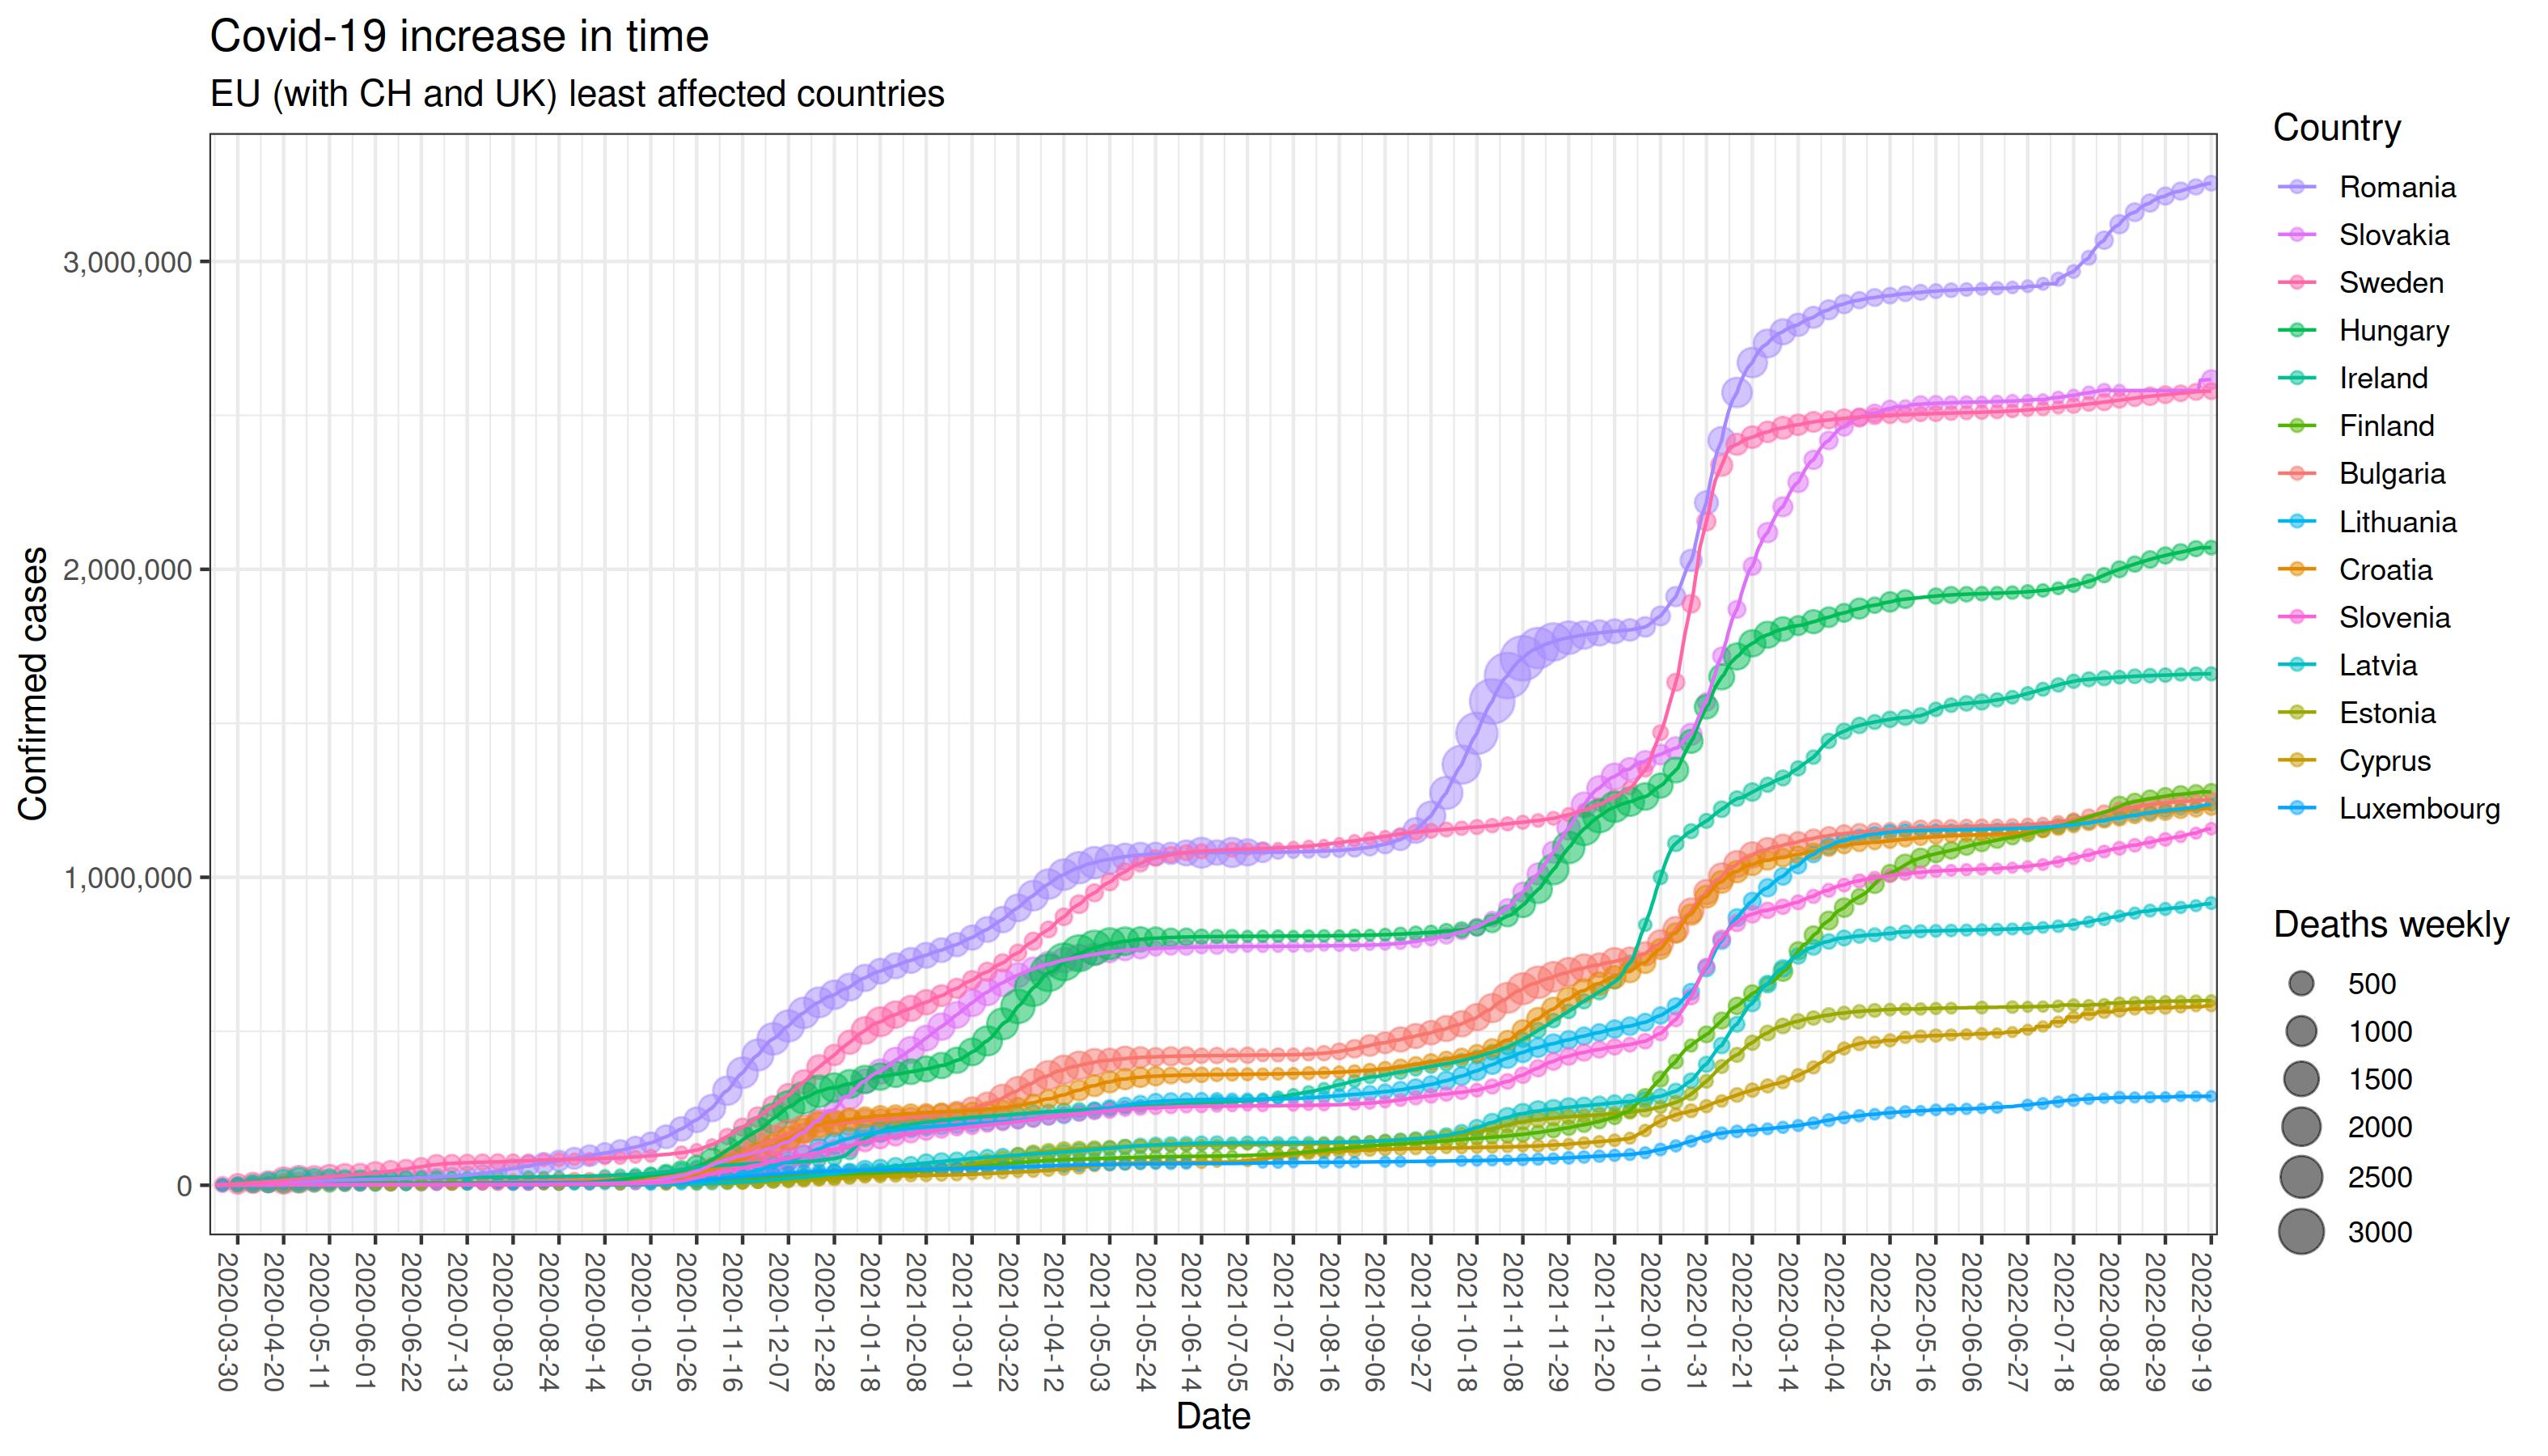 Covid-19 increase in time
EU (with CH and UK) least affected countries
Confirmed cases
3,000,000
2,000,000
1,000,000
0
2020-03-30
2020-04-20
2020-05-11
2020-06-01
2020-06-22
2020-07-13
2020-08-03
2020-08-24
2020-09-14
2020-10-05
2020-10-26
2020-11-16
2020-12-07
2020-12-28
2021-01-18
2021-02-08
2021-03-01
2021-03-22
2021-04-12
2021-05-03
2021-05-24
2021-06-14
2021-07-05
2021-07-26
2021-08-16
2021-09-06
2021-09-27
2021-10-18
2021-11-08
2021-11-29
2021-12-20
2022-01-10
2022-01-31
2022-02-21
2022-03-14
2022-04-04
2022-04-25
2022-05-16
2022-06-06
2022-06-27
2022-07-18
2022-08-08
2022-08-29
2022-09-19
Date
Country
Romania
Slovakia
Sweden
Hungary
Ireland
Finland
Bulgaria
Lithuania
Croatia
Slovenia
Latvia
Estonia
Cyprus
Luxembourg
Deaths weekly
500
1000
1500
2000
2500
3000